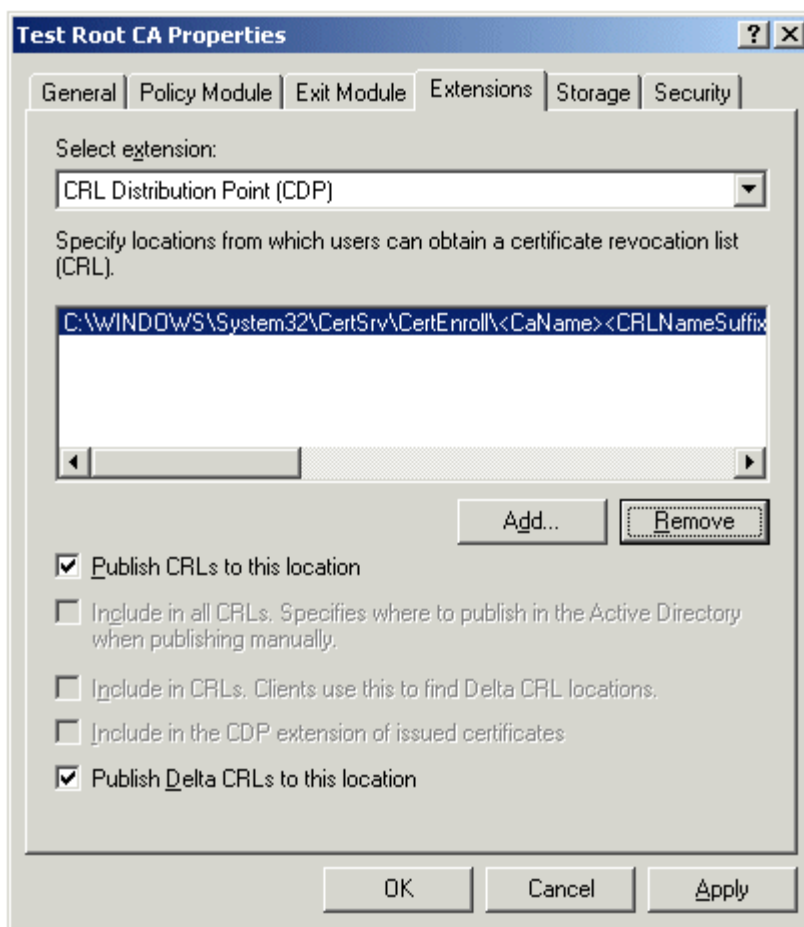 Test Root CA Properties
General Policy Module Exit Module Extensions Storage Security
Select extension:
CRL Distribution Point (CDP)
Specify locations from which users can obtain a certificate revocation list
(CRL).
C:\WINDOWS\System32\CertSrv\CertEnroll\<CaName><CRLNameSuffix
Add... Remove
Publish CRLs to this location
Include in all CRLs. Specifies where to publish in the Active Directory
when publishing manually.
Include in CRLs. Clients use this to find Delta CRL locations.
Include in the CDP extension of issued certificates
Publish Delta CRLs to this location
OK Cancel Apply